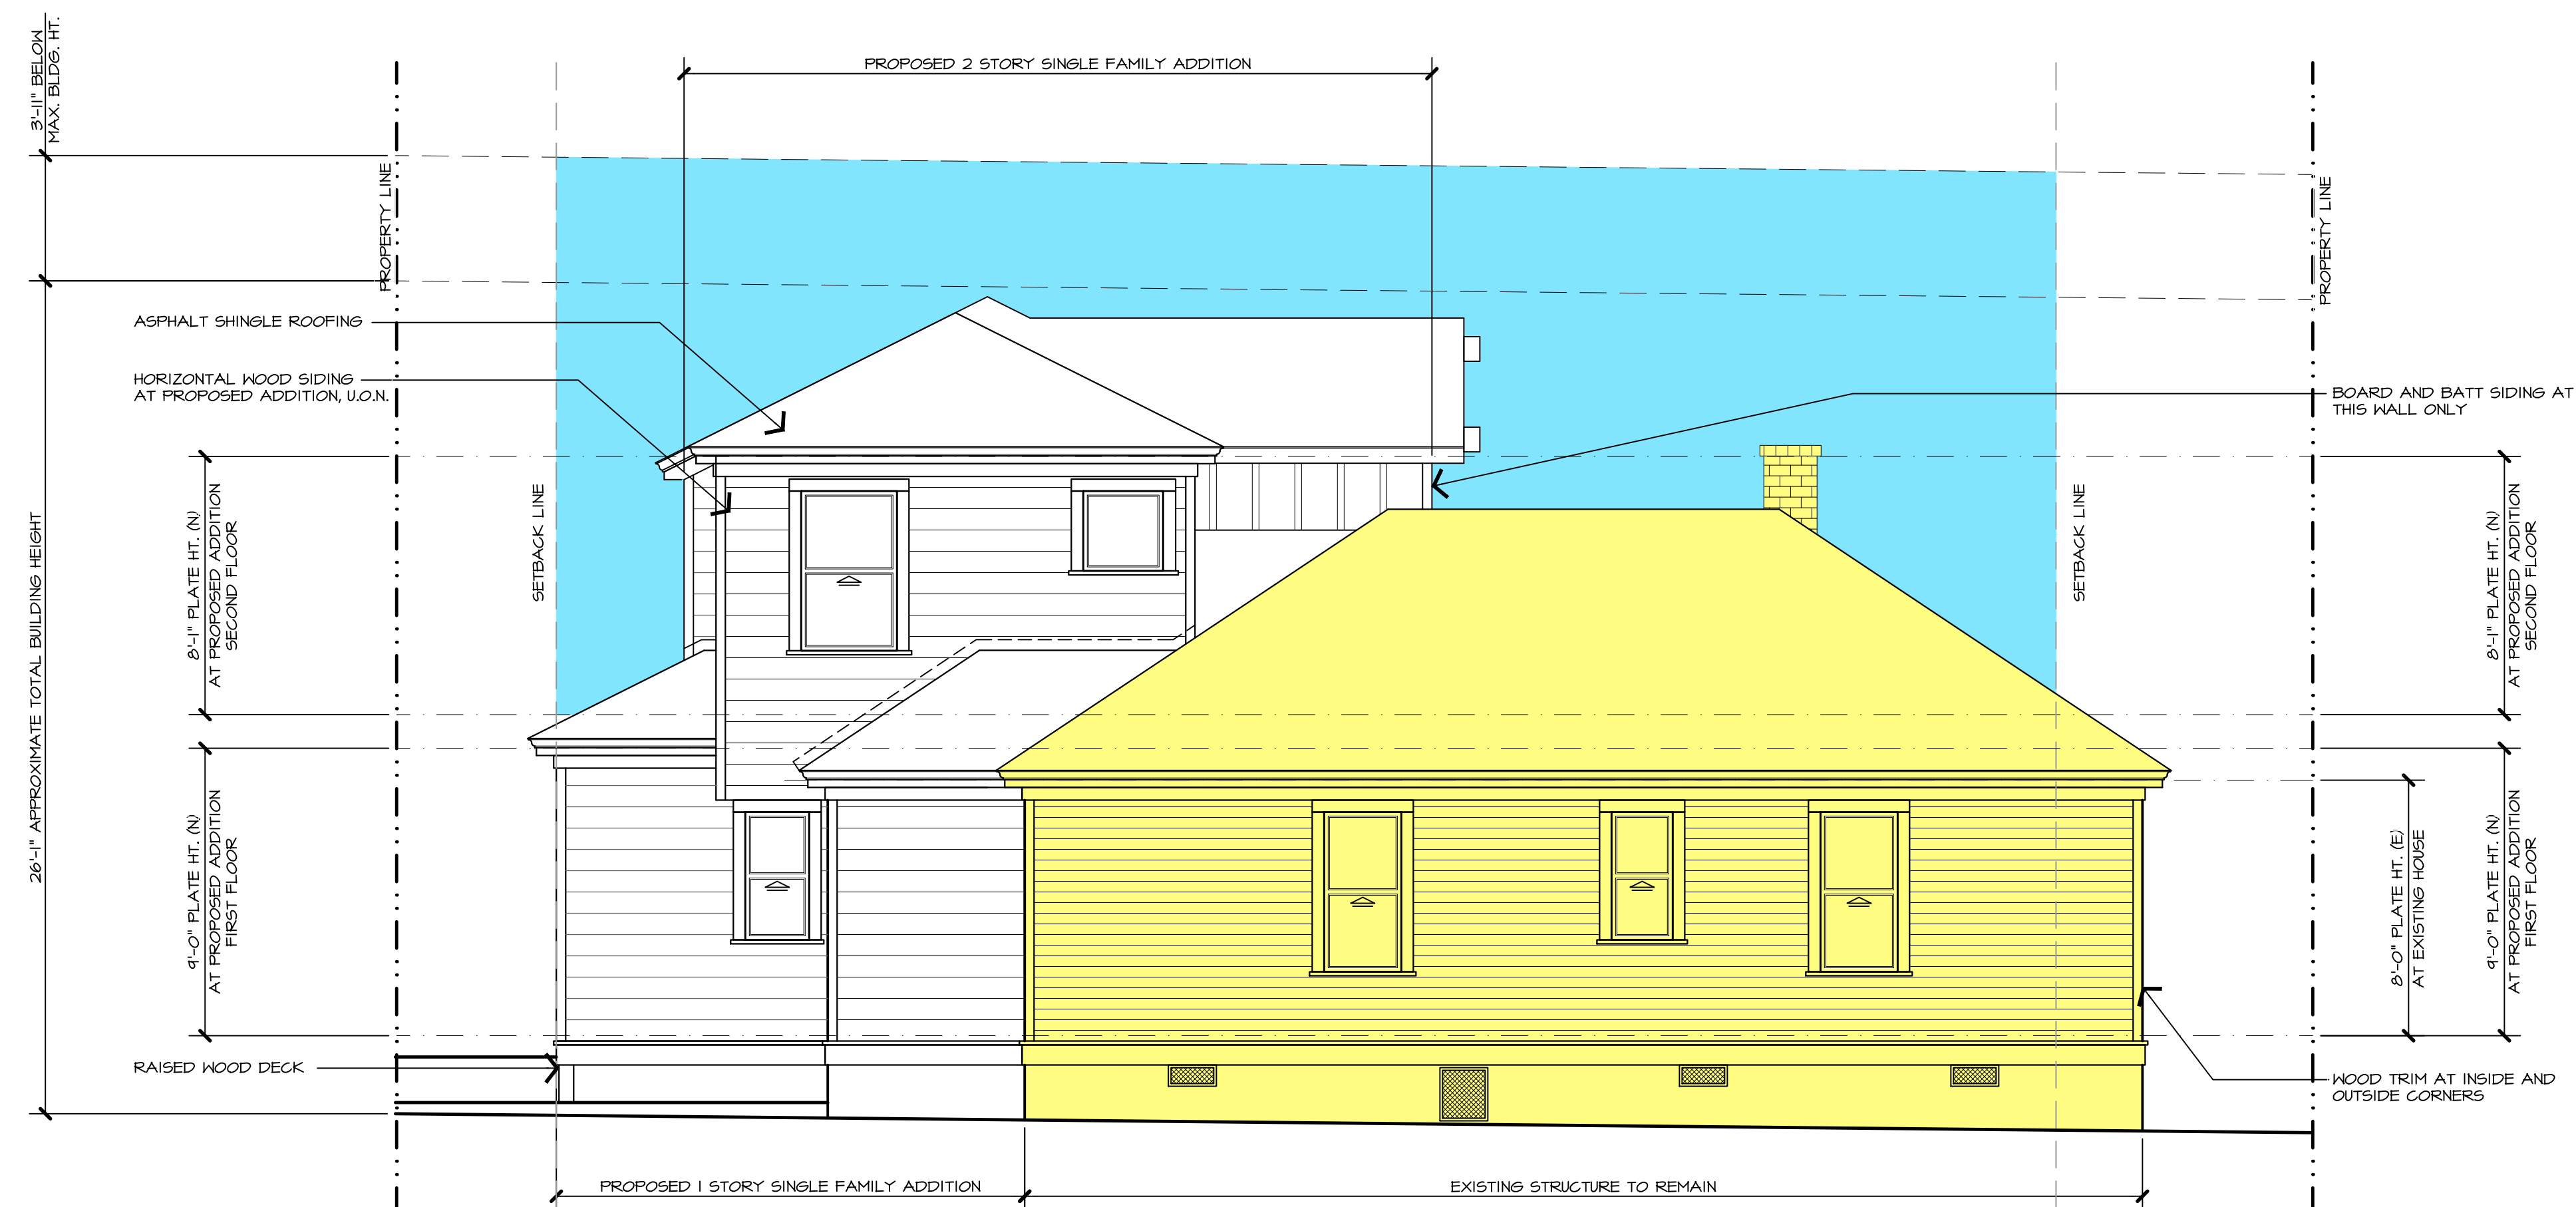 3'-11" BELOW
MAX. BLDG. HT.
PROPOSED 2 STORY SINGLE FAMILY ADDITION
PROPERTY LINE
PROPERTY LINE
ASPHALT SHINGLE ROOFING
HORIZONTAL WOOD SIDING
AT PROPOSED ADDITION, U.O.N.
BOARD AND BATT SIDING AT
THIS WALL ONLY
26'-1" APPROXIMATE TOTAL BUILDING HEIGHT
8'-1" PLATE HT. (N)
AT PROPOSED ADDITION
SECOND FLOOR
SETBACK LINE
SETBACK LINE
8'-1" PLATE HT. (N)
AT PROPOSED ADDITION
SECOND FLOOR
9'-0" PLATE HT. (N)
AT PROPOSED ADDITION
FIRST FLOOR
8'-0" PLATE HT. (E)
AT EXISTING HOUSE
9'-0" PLATE HT. (N)
AT PROPOSED ADDITION
FIRST FLOOR
RAISED WOOD DECK
WOOD TRIM AT INSIDE AND
OUTSIDE CORNERS
PROPOSED 1 STORY SINGLE FAMILY ADDITION
EXISTING STRUCTURE TO REMAIN